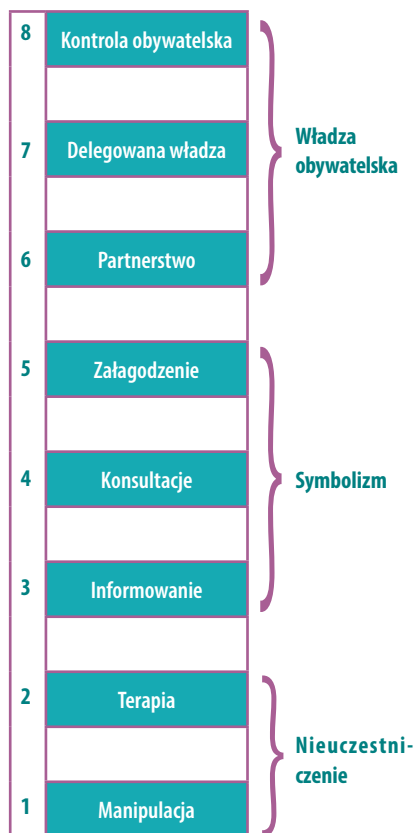 8 Kontrola obywatelska
7 Delegowana władza
Władza
obywatelska
6 Partnerstwo
5 Załagodzenie
4 Konsultacje
Symbolizm
3 Informowanie
2 Terapia
Nieuczestni-
czenie
1 Manipulacja